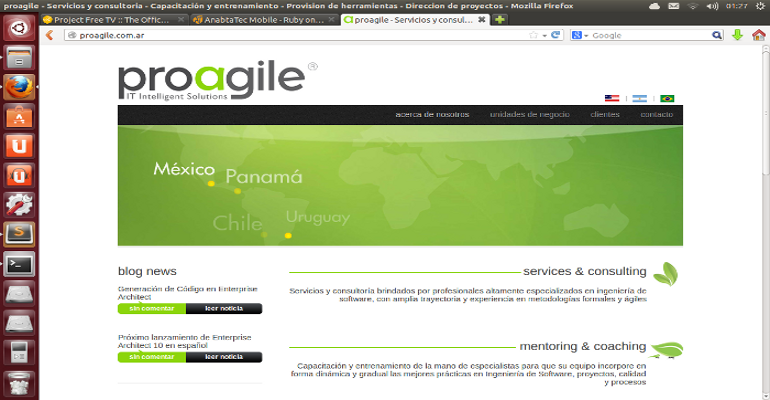 proagile - Servicios y consultoria - Capacitación y entrenamiento - Provision de herramientas - Direccion de proyectos - Mozilla Firefox
01:27
Project Free TV :: The Offic...
AnabtaTec Mobile - Ruby on...
proagile - Servicios y consul...
proagile.com.ar
Google
proagile®
IT Intelligent Solutions
acerca de nosotros unidades de negocio clientes contacto
México
Panamá
Chile
Uruguay
blog news
Generación de Código en Enterprise
Architect
sin comentar leer noticia
Próximo lanzamiento de Enterprise
Architect 10 en español
sin comentar leer noticia
services & consulting
Servicios y consultoría brindados por profesionales altamente especializados en ingeniería de
software, con amplia trayectoria y experiencia en metodologías formales y ágiles
mentoring & coaching
Capacitación y entrenamiento de la mano de especialistas para que su equipo incorpore en
forma dinámica y gradual las mejores prácticas en Ingeniería de Software, proyectos, calidad
y procesos